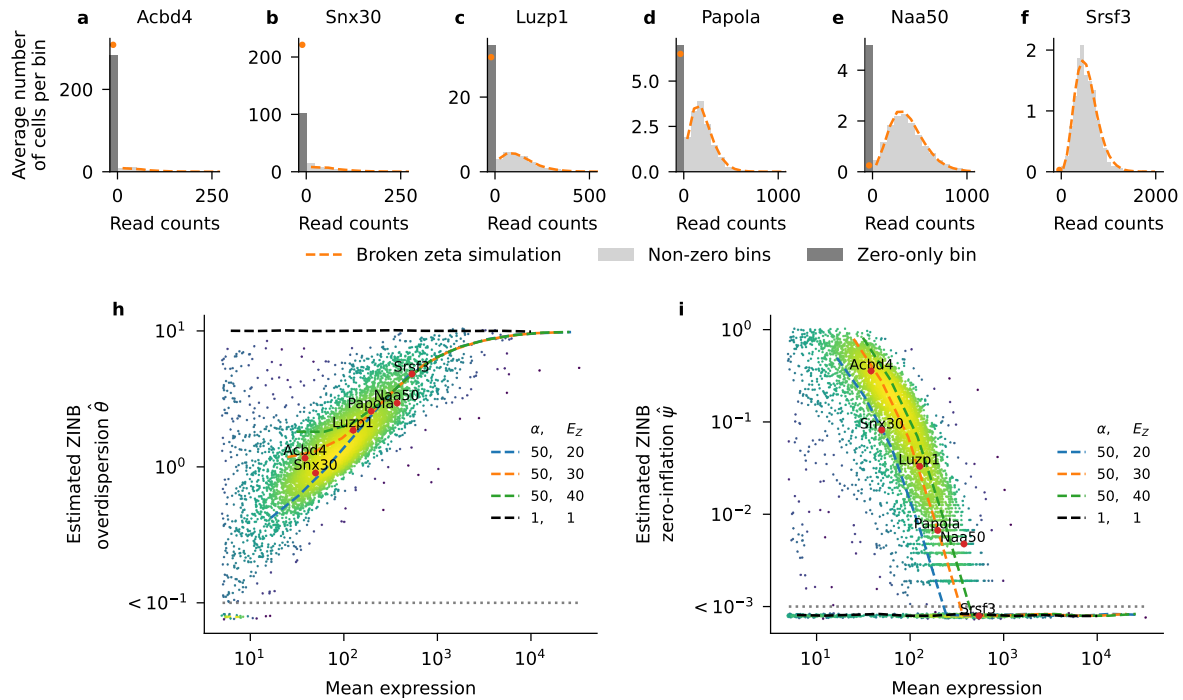 a Acbd4 b Snx30 c Luzp1 d Papola e Naa50 f Srsf3
Average number
of cells per bin
200
0
0 250
Read counts
200
100
0
0 250
Read counts
20
0
0 500
Read counts
5.0
2.5
0.0
0 1000
Read counts
4
2
0
0 1000
Read counts
2
1
0
0 2000
Read counts
Broken zeta simulation Non-zero bins Zero-only bin
h
Estimated ZINB
overdispersion θ̂
10¹
10⁰
< 10⁻¹
Srsf3
Naa50
Papola
Luzp1
Acbd4
Snx30
α, E_Z
50, 20
50, 30
50, 40
1, 1
10¹ 10² 10³ 10⁴
Mean expression
i
Estimated ZINB
zero-inflation ψ̂
10⁰
10⁻¹
10⁻²
< 10⁻³
Acbd4
Snx30
Luzp1
Papola
Naa50
Srsf3
α, E_Z
50, 20
50, 30
50, 40
1, 1
10¹ 10² 10³ 10⁴
Mean expression